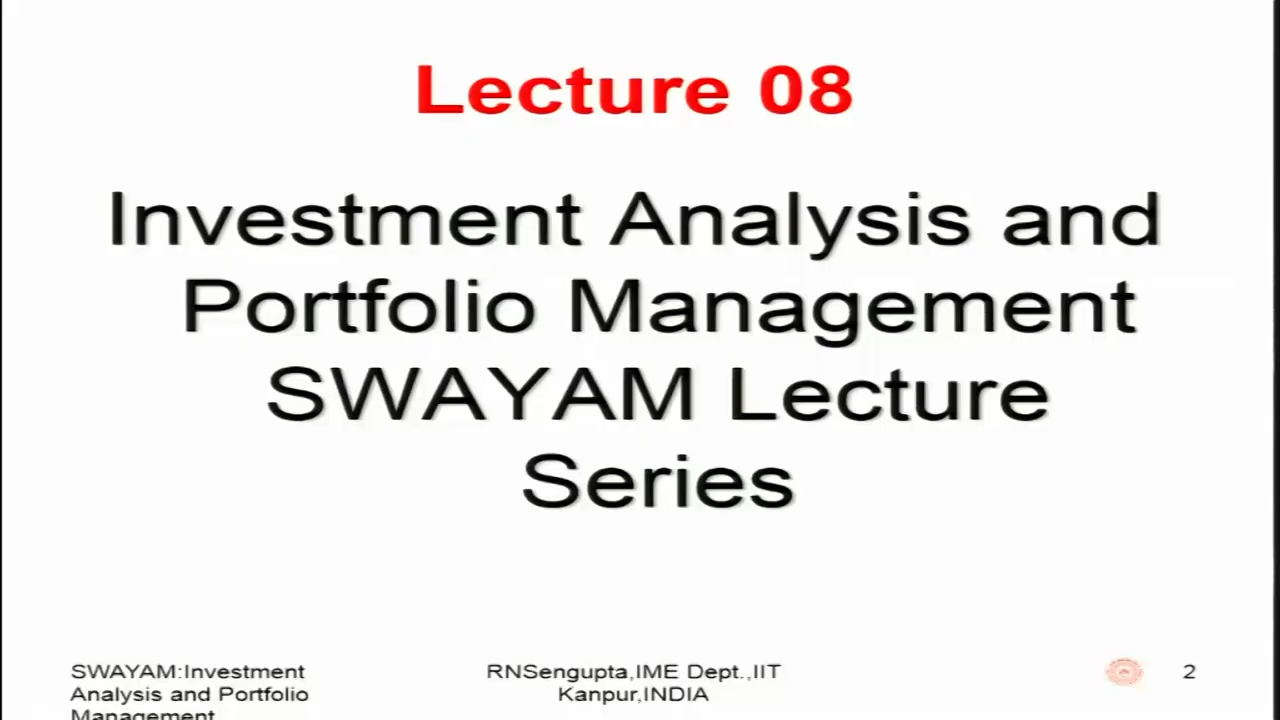 Lecture 08
Investment Analysis and
Portfolio Management
SWAYAM Lecture
Series
SWAYAM:Investment
Analysis and Portfolio
Management
RNSengupta,IME Dept.,IIT
Kanpur,INDIA
2